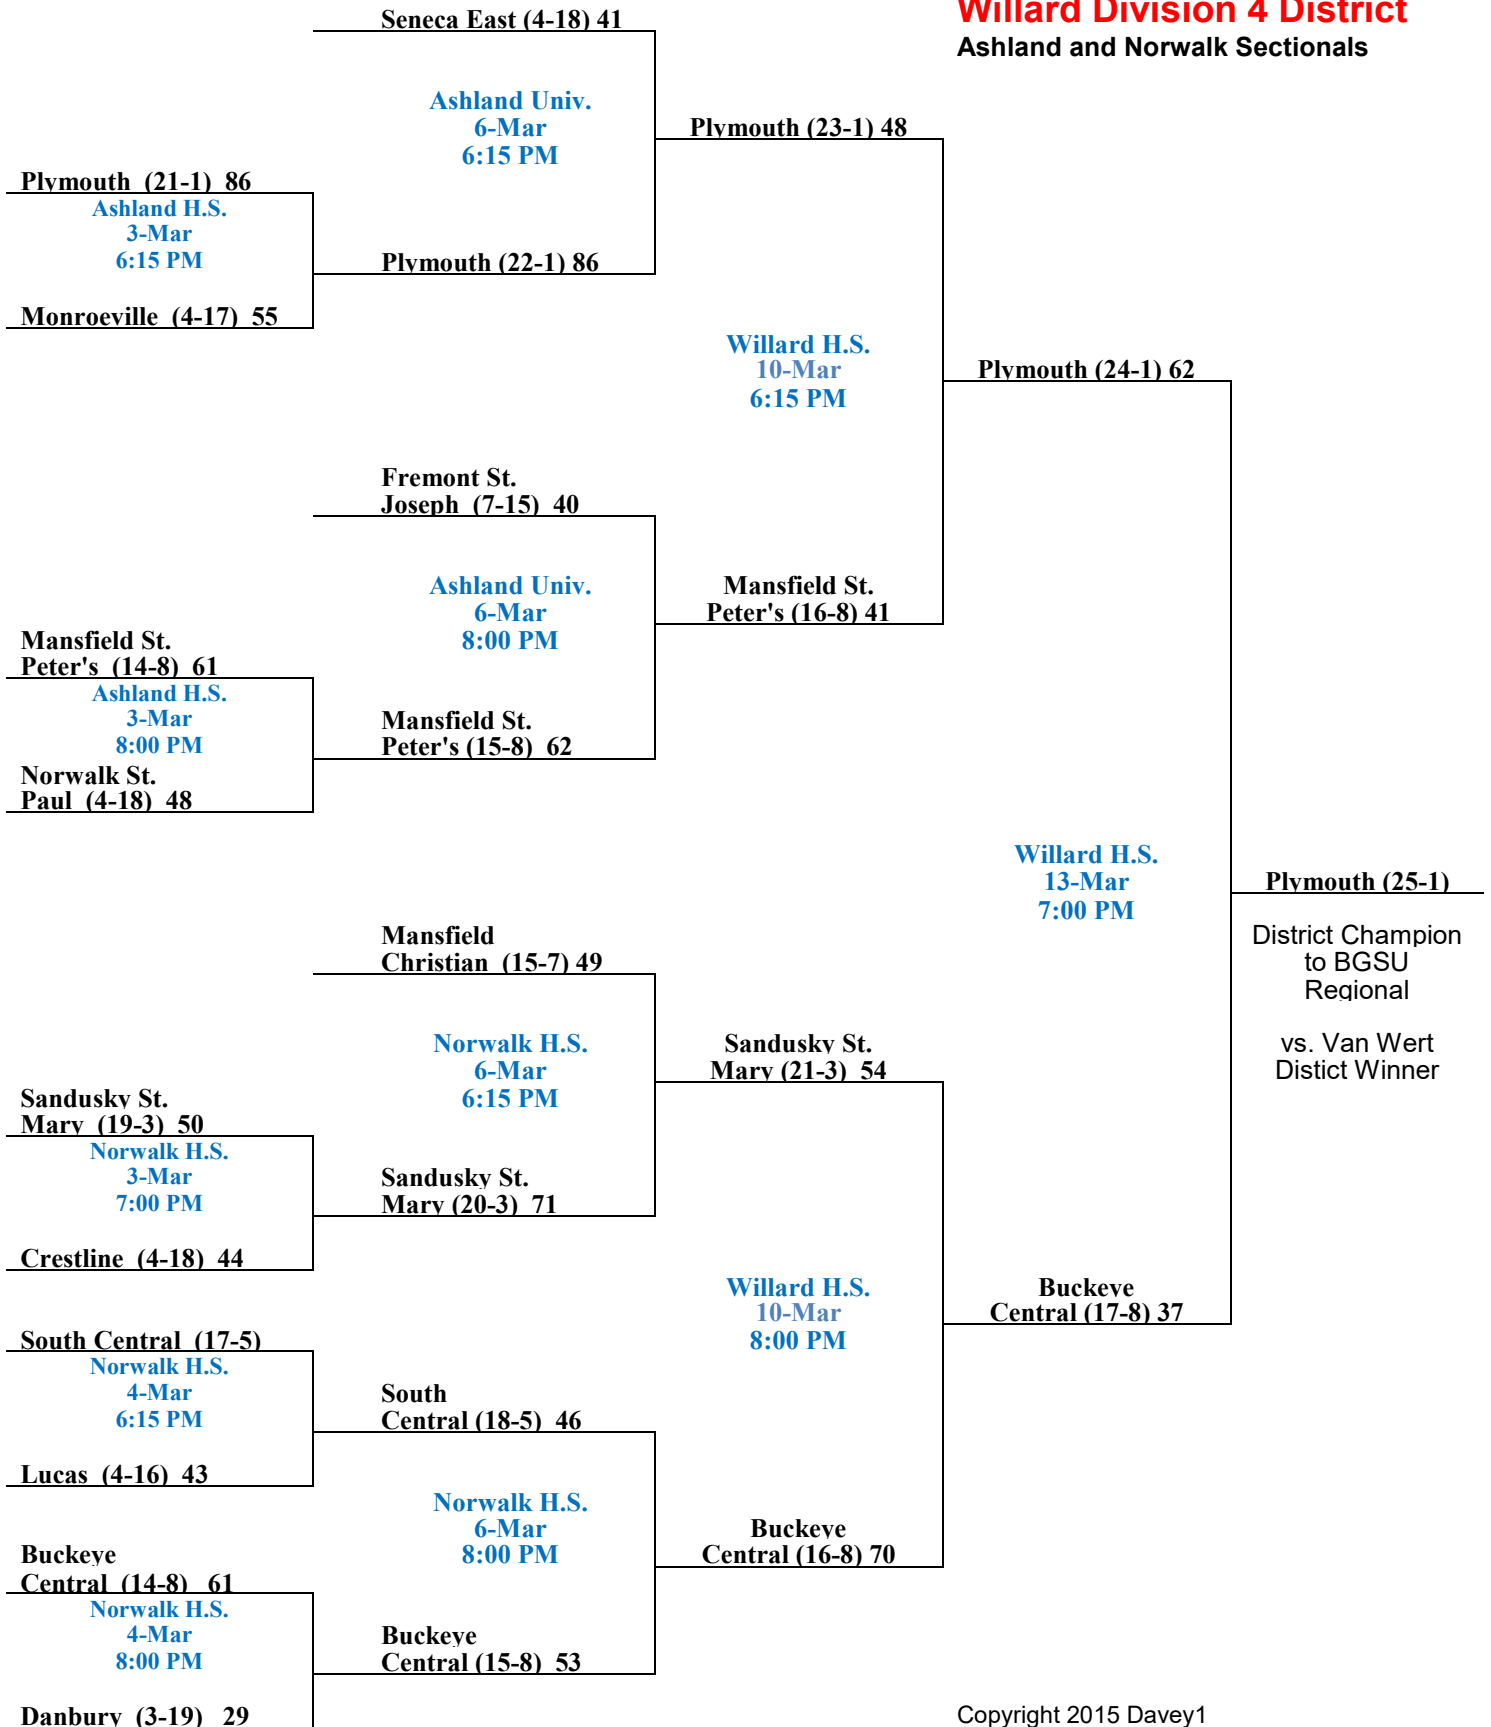 Willard Division 4 District
Ashland and Norwalk Sectionals
Seneca East (4-18) 41
Ashland Univ.
6-Mar
6:15 PM
Plymouth (23-1) 48
Plymouth (21-1) 86
Ashland H.S.
3-Mar
6:15 PM
Plymouth (22-1) 86
Monroeville (4-17) 55
Willard H.S.
10-Mar
6:15 PM
Plymouth (24-1) 62
Fremont St.
Joseph (7-15) 40
Ashland Univ.
6-Mar
8:00 PM
Mansfield St.
Peter's (16-8) 41
Mansfield St.
Peter's (14-8) 61
Ashland H.S.
3-Mar
8:00 PM
Mansfield St.
Peter's (15-8) 62
Norwalk St.
Paul (4-18) 48
Willard H.S.
13-Mar
7:00 PM
Plymouth (25-1)
District Champion
to BGSU
Regional
vs. Van Wert
Distict Winner
Mansfield
Christian (15-7) 49
Norwalk H.S.
6-Mar
6:15 PM
Sandusky St.
Mary (21-3) 54
Sandusky St.
Mary (19-3) 50
Norwalk H.S.
3-Mar
7:00 PM
Sandusky St.
Mary (20-3) 71
Crestline (4-18) 44
Willard H.S.
10-Mar
8:00 PM
Buckeye
Central (17-8) 37
South Central (17-5)
Norwalk H.S.
4-Mar
6:15 PM
South
Central (18-5) 46
Lucas (4-16) 43
Norwalk H.S.
6-Mar
8:00 PM
Buckeye
Central (16-8) 70
Buckeye
Central (14-8) 61
Norwalk H.S.
4-Mar
8:00 PM
Buckeye
Central (15-8) 53
Danbury (3-19) 29
Copyright 2015 Davey1